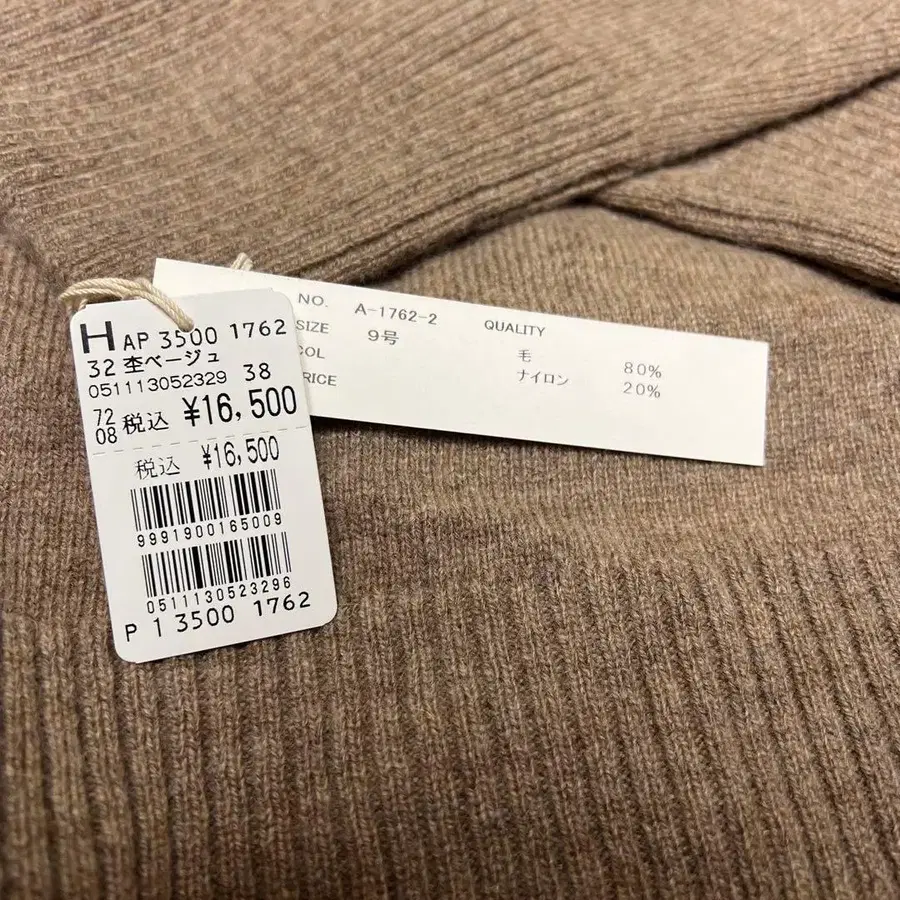 H AP 3500 1762
32 杢ベージュ
051113052329 38
72
08 税込 ¥16,500
税込 ¥16,500
9991900165009
0511130523296
P 1 3500 1762
NO. A-1762-2 QUALITY
SIZE 9号
COL 毛 80%
RICE ナイロン 20%